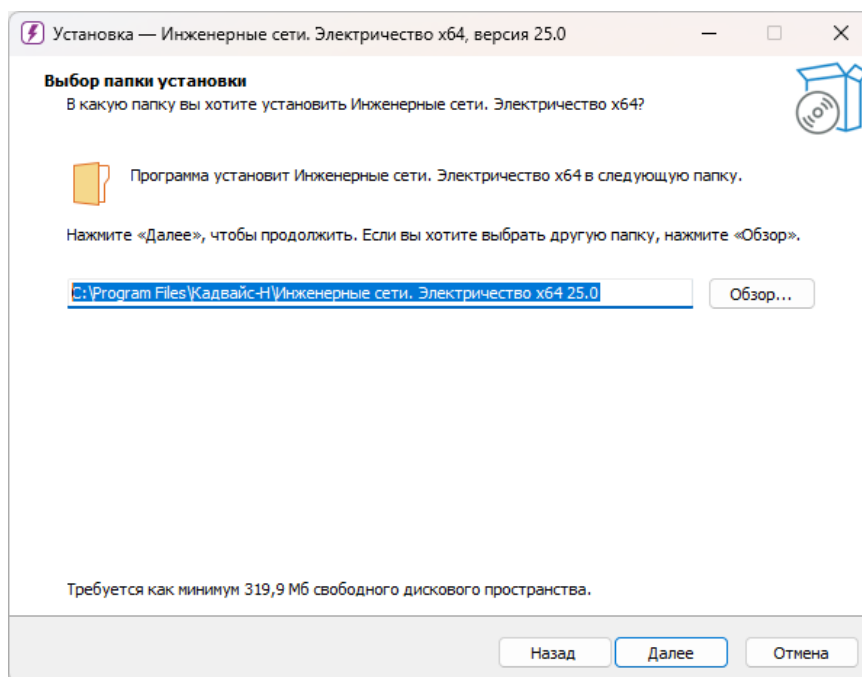 Установка — Инженерные сети. Электричество x64, версия 25.0
Выбор папки установки
В какую папку вы хотите установить Инженерные сети. Электричество x64?
Программа установит Инженерные сети. Электричество x64 в следующую папку.
Нажмите «Далее», чтобы продолжить. Если вы хотите выбрать другую папку, нажмите «Обзор».
C:\Program Files\Кадвайс-Н\Инженерные сети. Электричество x64 25.0
Обзор...
Требуется как минимум 319,9 Мб свободного дискового пространства.
Назад
Далее
Отмена